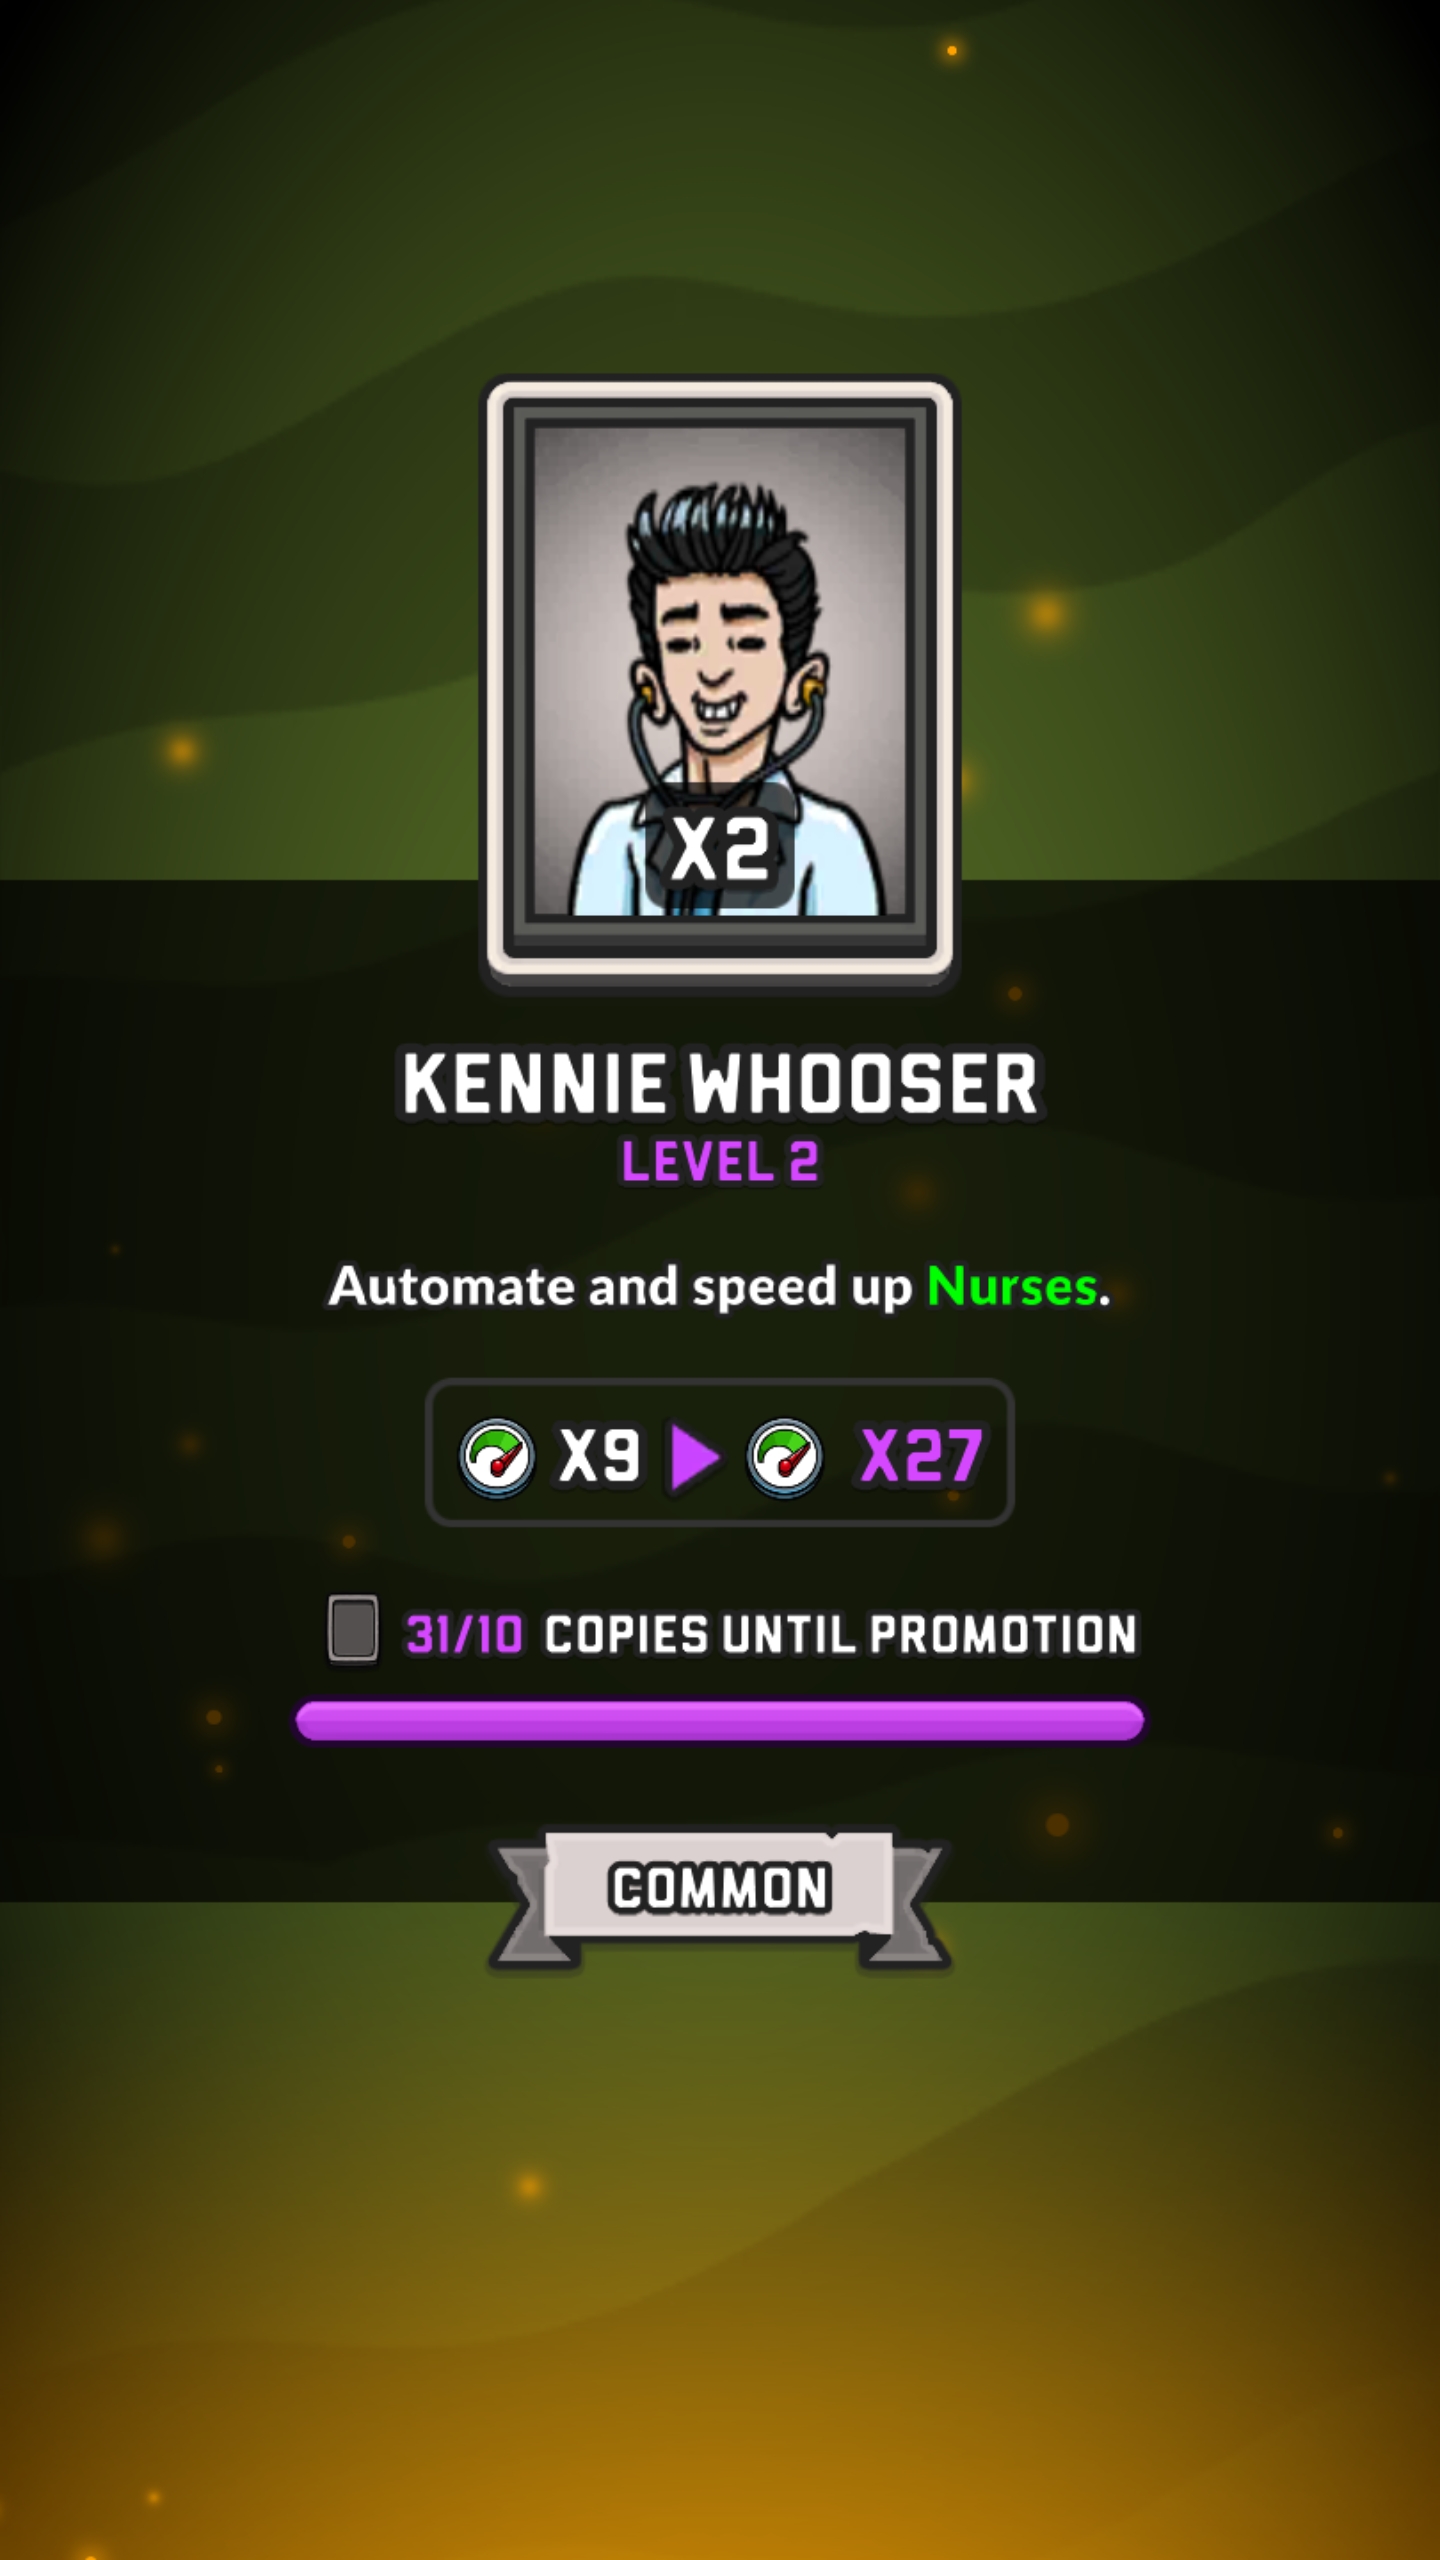 X2
KENNIE WHOOSER
LEVEL 2
Automate and speed up Nurses.
X9 X27
31/10 COPIES UNTIL PROMOTION
COMMON